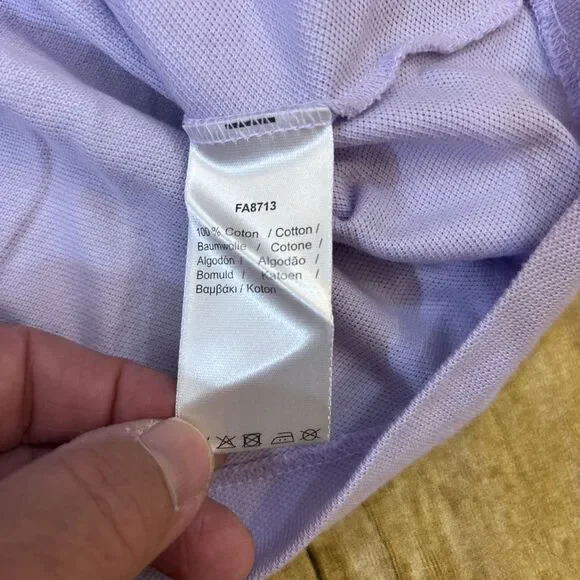 FA8713
100% Coton / Cotton /
Baumwolle / Cotone /
Algodón / Algodão /
Bomuld / Katoen /
Βαμβάκι / Koton